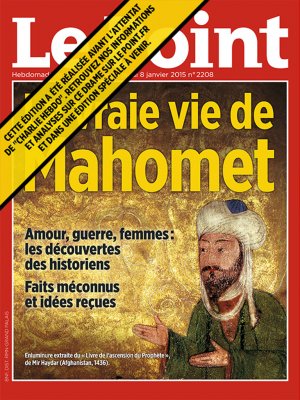 Le Point
Hebdomada
i 8 janvier 2015 n° 2208
CETTE ÉDITION A ÉTÉ RÉALISÉE AVANT L'ATTENTAT
DE "CHARLIE HEBDO". RETROUVEZ NOS INFORMATIONS
ET ANALYSES SUR CE DRAME SUR LE POINT.FR
ET DANS UNE ÉDITION SPÉCIALE À VENIR.
raie vie de
Mahomet
Amour, guerre, femmes :
les découvertes
des historiens
Faits méconnus
et idées reçues
Enluminure extraite du « Livre de l'ascension du Prophète »,
de Mir Haydar (Afghanistan, 1436).